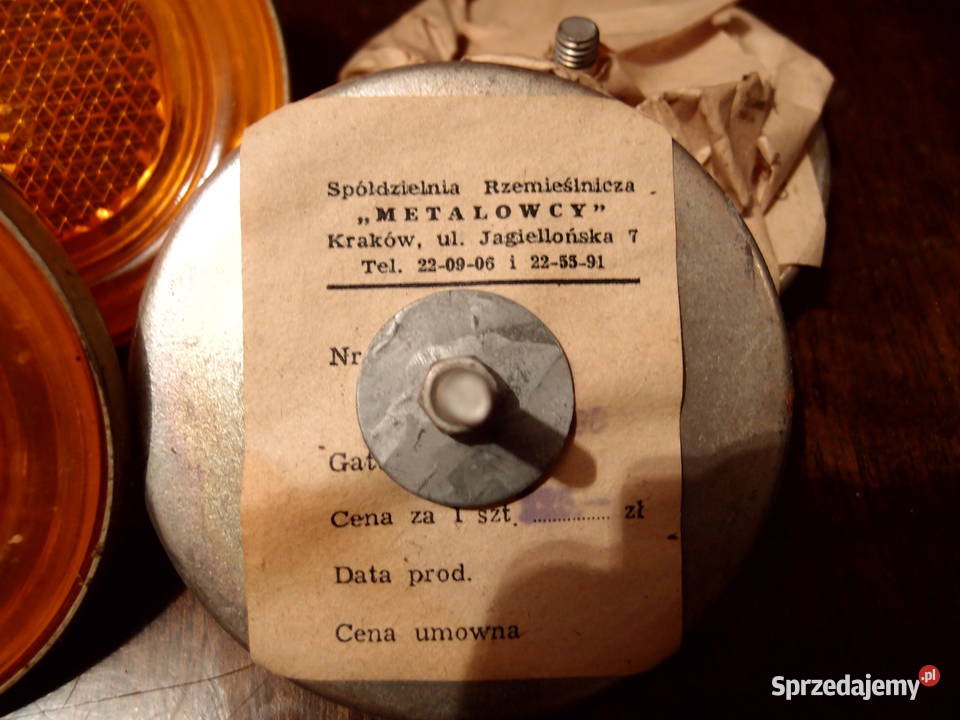 Spółdzielnia Rzemieślnicza
„METALOWCY”
Kraków, ul. Jagiellońska 7
Tel. 22-09-06 i 22-55-91
Nr
Gat
Cena za 1 szt. ................ zł
Data prod.
Cena umowna
Sprzedajemy.pl